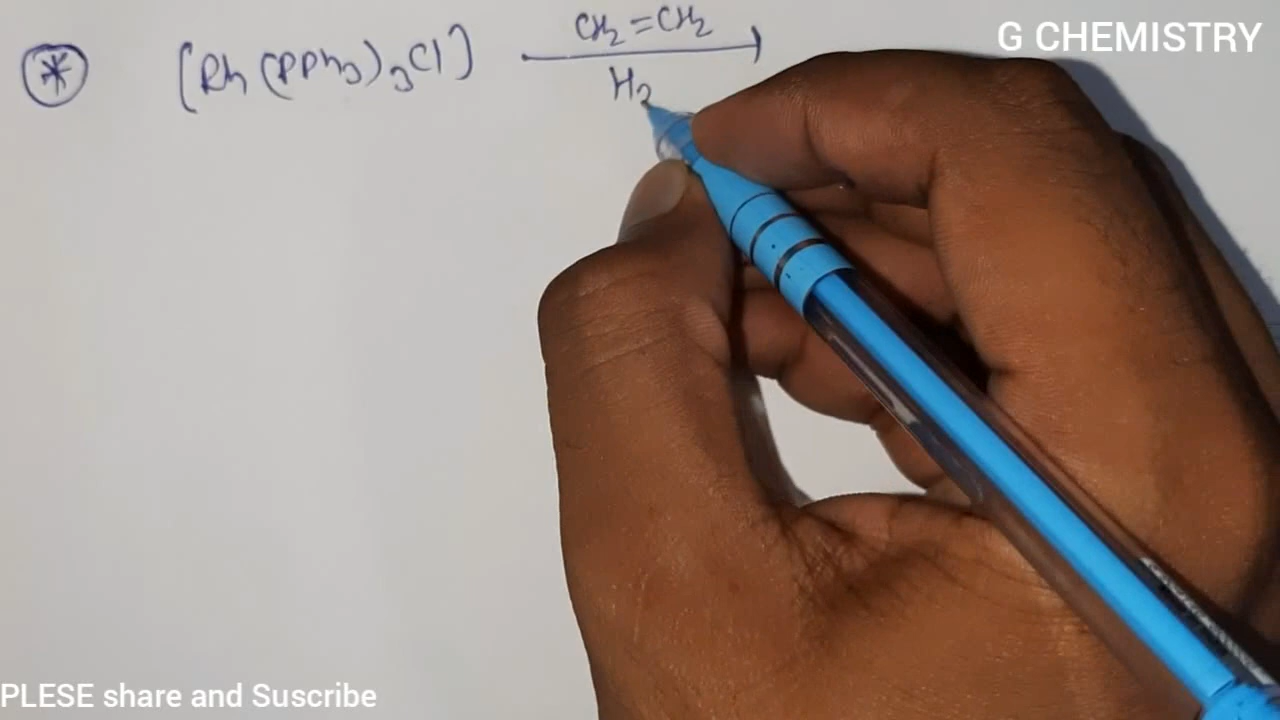 G CHEMISTRY
CH₂=CH₂
* [Rh(PPh₃)₃Cl] ⟶
H₂
PLESE share and Suscribe